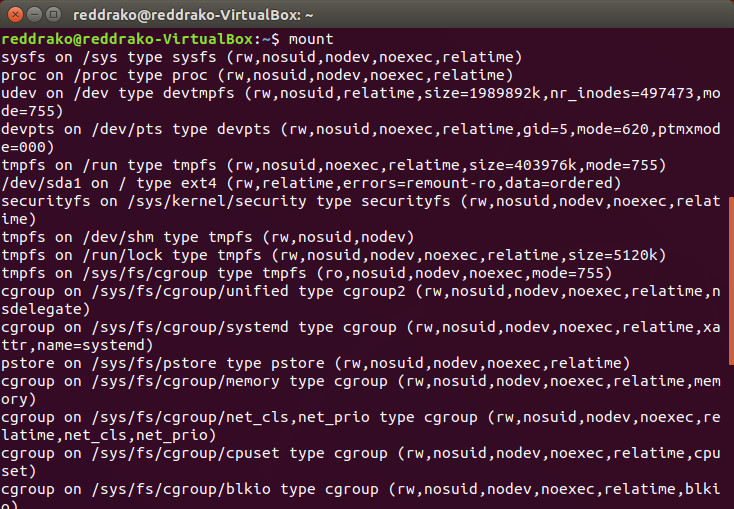 reddrako@reddrako-VirtualBox: ~
reddrako@reddrako-VirtualBox:~$ mount
sysfs on /sys type sysfs (rw,nosuid,nodev,noexec,relatime)
proc on /proc type proc (rw,nosuid,nodev,noexec,relatime)
udev on /dev type devtmpfs (rw,nosuid,relatime,size=1989892k,nr_inodes=497473,mo
de=755)
devpts on /dev/pts type devpts (rw,nosuid,noexec,relatime,gid=5,mode=620,ptmxmod
e=000)
tmpfs on /run type tmpfs (rw,nosuid,noexec,relatime,size=403976k,mode=755)
/dev/sda1 on / type ext4 (rw,relatime,errors=remount-ro,data=ordered)
securityfs on /sys/kernel/security type securityfs (rw,nosuid,nodev,noexec,relat
ime)
tmpfs on /dev/shm type tmpfs (rw,nosuid,nodev)
tmpfs on /run/lock type tmpfs (rw,nosuid,nodev,noexec,relatime,size=5120k)
tmpfs on /sys/fs/cgroup type tmpfs (ro,nosuid,nodev,noexec,mode=755)
cgroup on /sys/fs/cgroup/unified type cgroup2 (rw,nosuid,nodev,noexec,relatime,n
sdelegate)
cgroup on /sys/fs/cgroup/systemd type cgroup (rw,nosuid,nodev,noexec,relatime,xa
ttr,name=systemd)
pstore on /sys/fs/pstore type pstore (rw,nosuid,nodev,noexec,relatime)
cgroup on /sys/fs/cgroup/memory type cgroup (rw,nosuid,nodev,noexec,relatime,mem
ory)
cgroup on /sys/fs/cgroup/net_cls,net_prio type cgroup (rw,nosuid,nodev,noexec,re
latime,net_cls,net_prio)
cgroup on /sys/fs/cgroup/cpuset type cgroup (rw,nosuid,nodev,noexec,relatime,cpu
set)
cgroup on /sys/fs/cgroup/blkio type cgroup (rw,nosuid,nodev,noexec,relatime,blki
o)